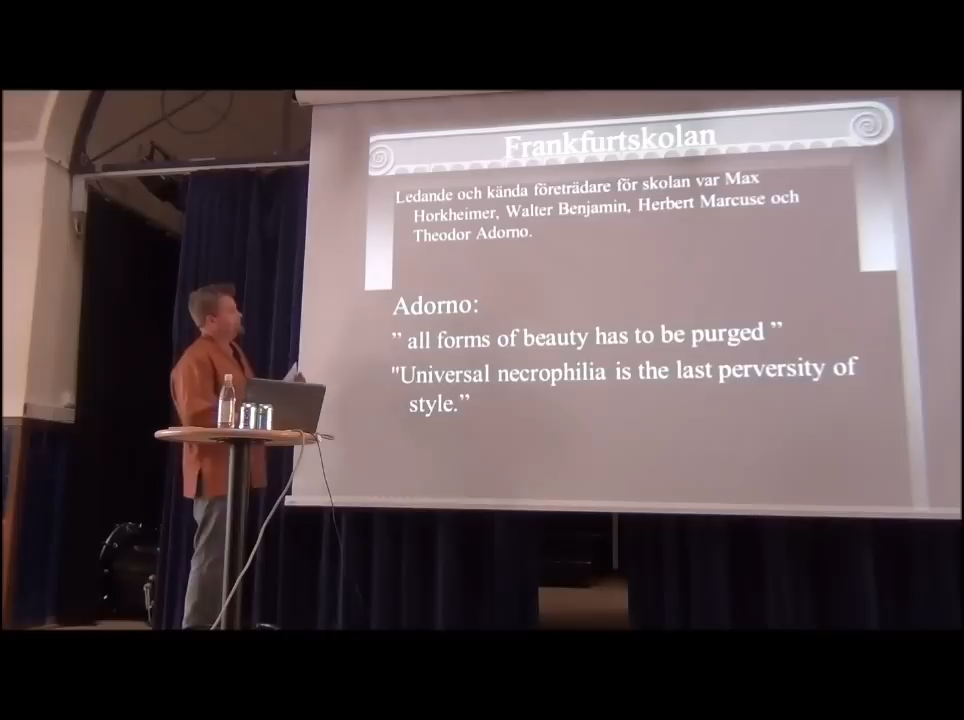 Frankfurtskolan
Ledande och kända företrädare för skolan var Max
Horkheimer, Walter Benjamin, Herbert Marcuse och
Theodor Adorno.
Adorno:
” all forms of beauty has to be purged ”
"Universal necrophilia is the last perversity of
style.”